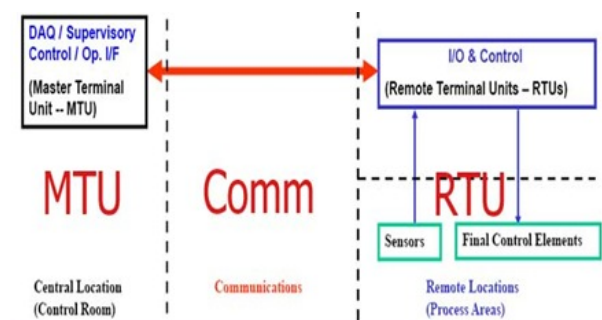 DAQ / Supervisory
Control / Op. I/F
(Master Terminal
Unit -- MTU)
I/O & Control
(Remote Terminal Units – RTUs)
MTU
Comm
RTU
Sensors
Final Control Elements
Central Location
(Control Room)
Communications
Remote Locations
(Process Areas)